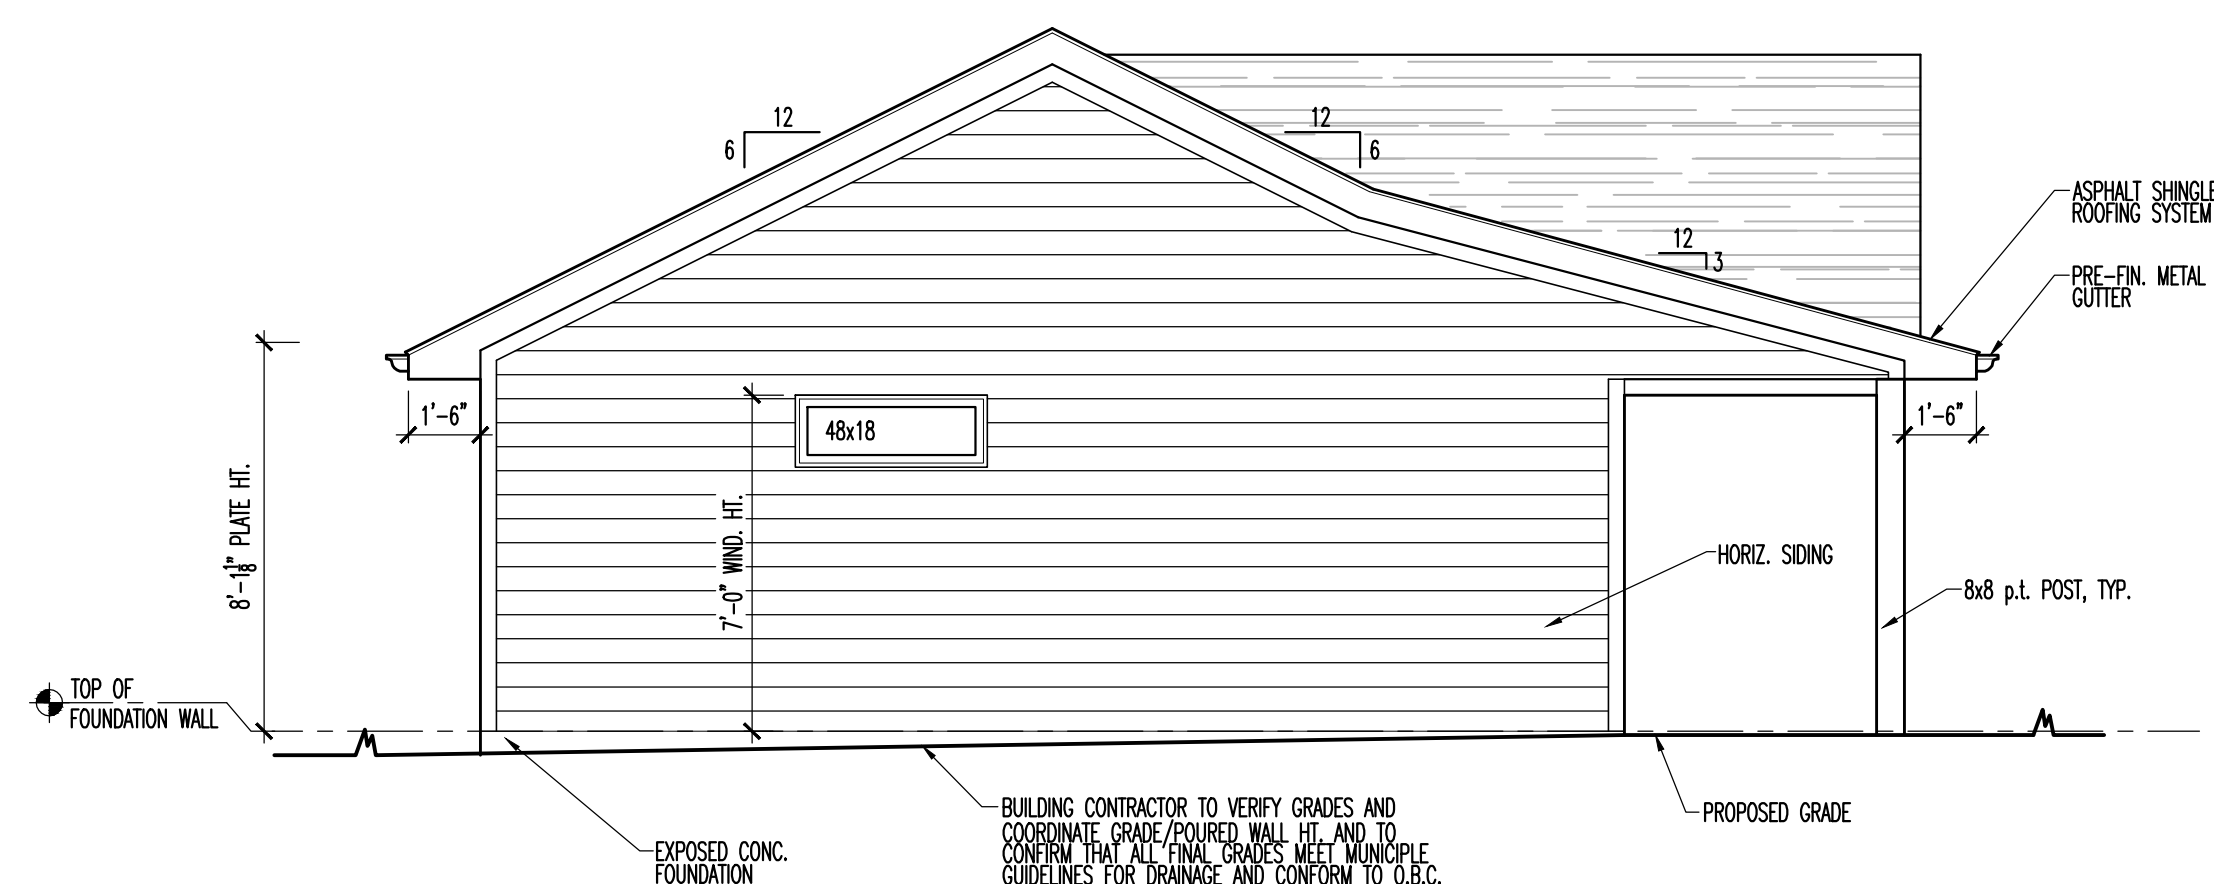 12
6
12
6
12
3
ASPHALT SHINGLE
ROOFING SYSTEM
PRE-FIN. METAL
GUTTER
1'-6"
48x18
1'-6"
8'-1 1/8" PLATE HT.
7'-0" WIND. HT.
HORIZ. SIDING
8x8 p.t. POST, TYP.
TOP OF
FOUNDATION WALL
PROPOSED GRADE
BUILDING CONTRACTOR TO VERIFY GRADES AND
COORDINATE GRADE/POURED WALL HT. AND TO
CONFIRM THAT ALL FINAL GRADES MEET MUNICIPLE
GUIDELINES FOR DRAINAGE AND CONFORM TO O.B.C.
EXPOSED CONC.
FOUNDATION